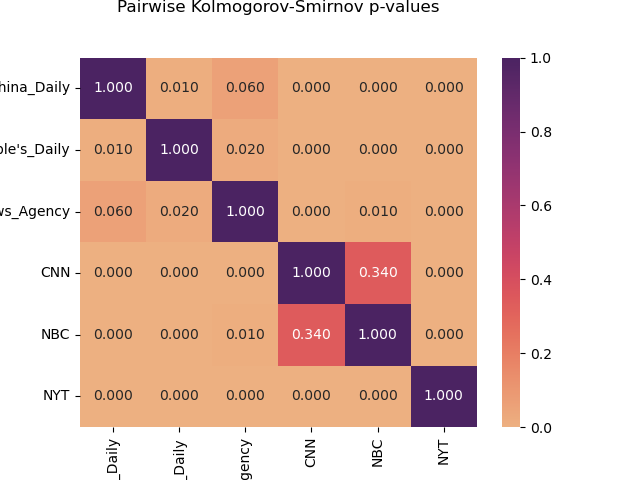 Pairwise Kolmogorov-Smirnov p-values
hina_Daily 1.000 0.010 0.060 0.000 0.000 0.000
ole's_Daily 0.010 1.000 0.020 0.000 0.000 0.000
ws_Agency 0.060 0.020 1.000 0.000 0.010 0.000
CNN 0.000 0.000 0.000 1.000 0.340 0.000
NBC 0.000 0.000 0.010 0.340 1.000 0.000
NYT 0.000 0.000 0.000 0.000 0.000 1.000
_Daily _Daily gency CNN NBC NYT
1.0
0.8
0.6
0.4
0.2
0.0